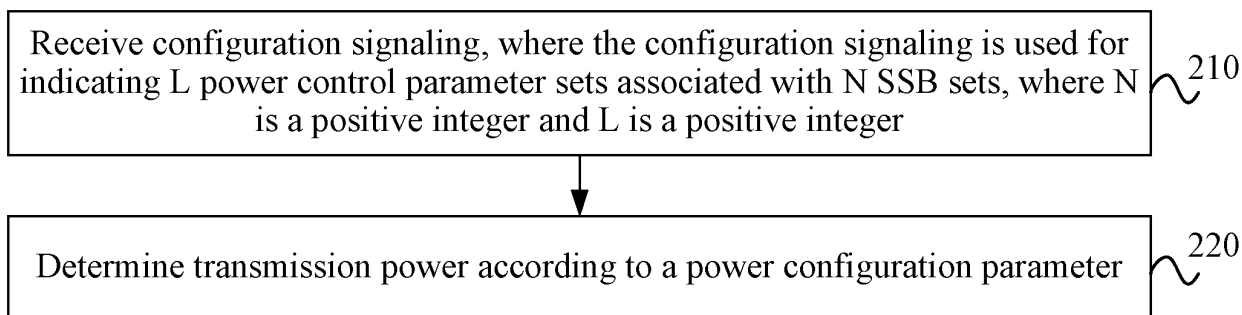 Receive configuration signaling, where the configuration signaling is used for
indicating L power control parameter sets associated with N SSB sets, where N
is a positive integer and L is a positive integer
210
Determine transmission power according to a power configuration parameter
220